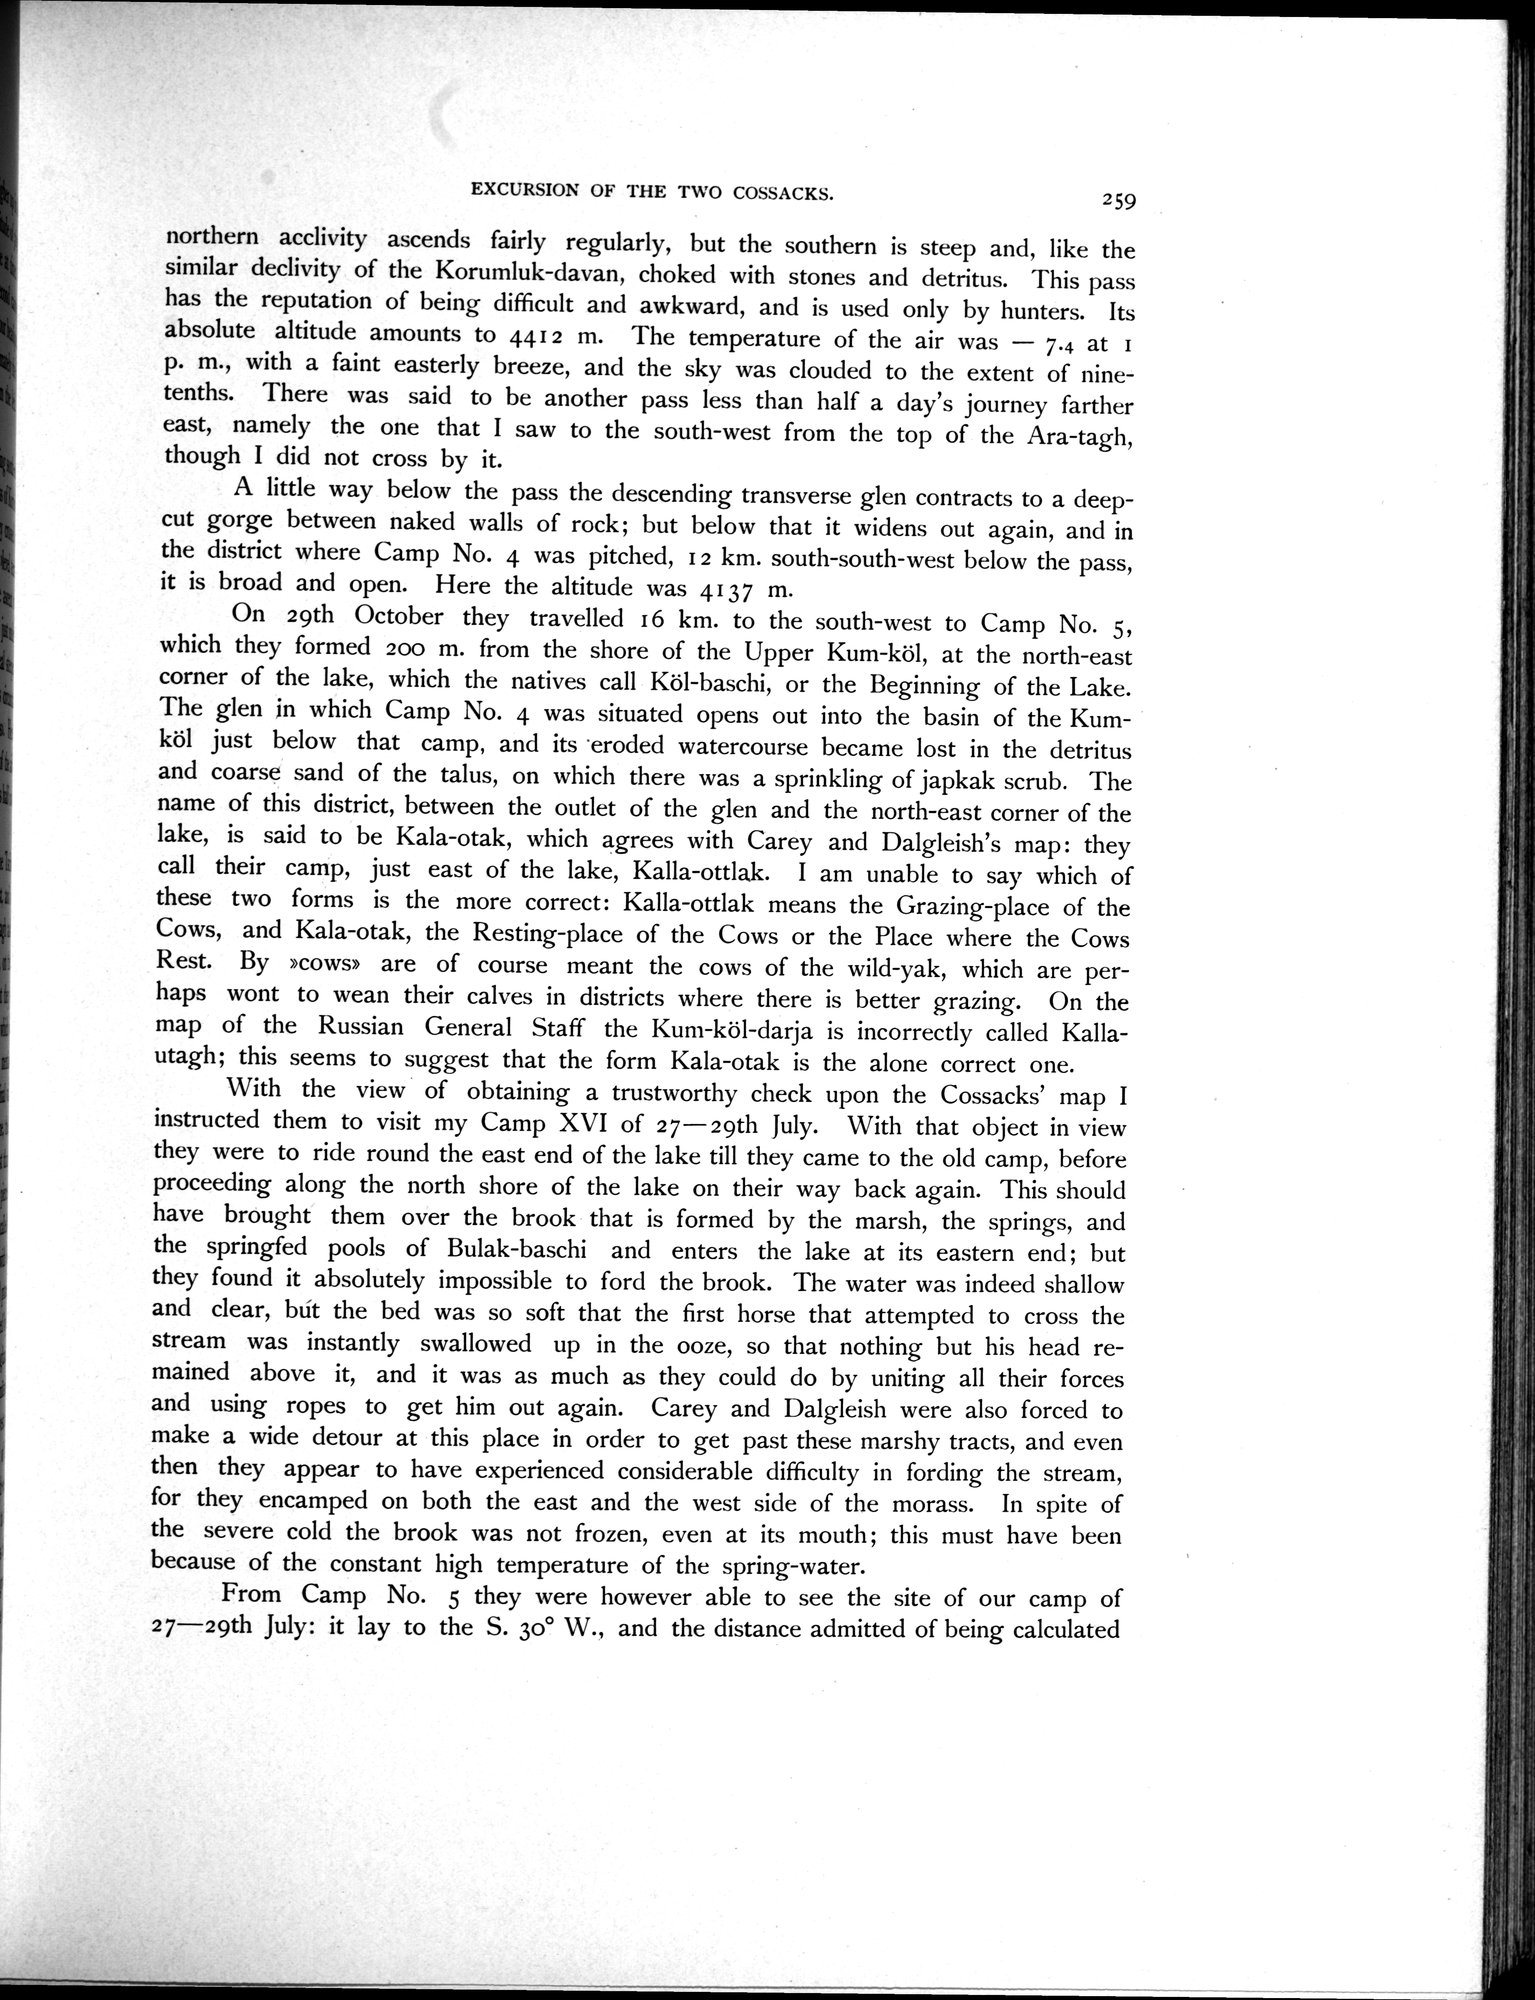 EXCURSION OF THE TWO COSSACKS. 259
northern acclivity ascends fairly regularly, but the southern is steep and, like the
similar declivity of the Korumluk-davan, choked with stones and detritus. This pass
has the reputation of being difficult and awkward, and is used only by hunters. Its
absolute altitude amounts to 4412 m. The temperature of the air was — 7.4 at 1
p. m., with a faint easterly breeze, and the sky was clouded to the extent of nine-
tenths. There was said to be another pass less than half a day's journey farther
east, namely the one that I saw to the south-west from the top of the Ara-tagh,
though I did not cross by it.
A little way below the pass the descending transverse glen contracts to a deep-
cut gorge between naked walls of rock; but below that it widens out again, and in
the district where Camp No. 4 was pitched, 12 km. south-south-west below the pass,
it is broad and open. Here the altitude was 4137 m.
On 29th October they travelled 16 km. to the south-west to Camp No. 5,
which they formed 200 m. from the shore of the Upper Kum-köl, at the north-east
corner of the lake, which the natives call Köl-baschi, or the Beginning of the Lake.
The glen in which Camp No. 4 was situated opens out into the basin of the Kum-
köl just below that camp, and its eroded watercourse became lost in the detritus
and coarse sand of the talus, on which there was a sprinkling of japkak scrub. The
name of this district, between the outlet of the glen and the north-east corner of the
lake, is said to be Kala-otak, which agrees with Carey and Dalgleish's map: they
call their camp, just east of the lake, Kalla-ottlak. I am unable to say which of
these two forms is the more correct: Kalla-ottlak means the Grazing-place of the
Cows, and Kala-otak, the Resting-place of the Cows or the Place where the Cows
Rest. By »cows» are of course meant the cows of the wild-yak, which are per-
haps wont to wean their calves in districts where there is better grazing. On the
map of the Russian General Staff the Kum-köl-darja is incorrectly called Kalla-
utagh; this seems to suggest that the form Kala-otak is the alone correct one.
With the view of obtaining a trustworthy check upon the Cossacks' map I
instructed them to visit my Camp XVI of 27—29th July. With that object in view
they were to ride round the east end of the lake till they came to the old camp, before
proceeding along the north shore of the lake on their way back again. This should
have brought them over the brook that is formed by the marsh, the springs, and
the springfed pools of Bulak-baschi and enters the lake at its eastern end; but
they found it absolutely impossible to ford the brook. The water was indeed shallow
and clear, but the bed was so soft that the first horse that attempted to cross the
stream was instantly swallowed up in the ooze, so that nothing but his head re-
mained above it, and it was as much as they could do by uniting all their forces
and using ropes to get him out again. Carey and Dalgleish were also forced to
make a wide detour at this place in order to get past these marshy tracts, and even
then they appear to have experienced considerable difficulty in fording the stream,
for they encamped on both the east and the west side of the morass. In spite of
the severe cold the brook was not frozen, even at its mouth; this must have been
because of the constant high temperature of the spring-water.
From Camp No. 5 they were however able to see the site of our camp of
27—29th July: it lay to the S. 30° W., and the distance admitted of being calculated